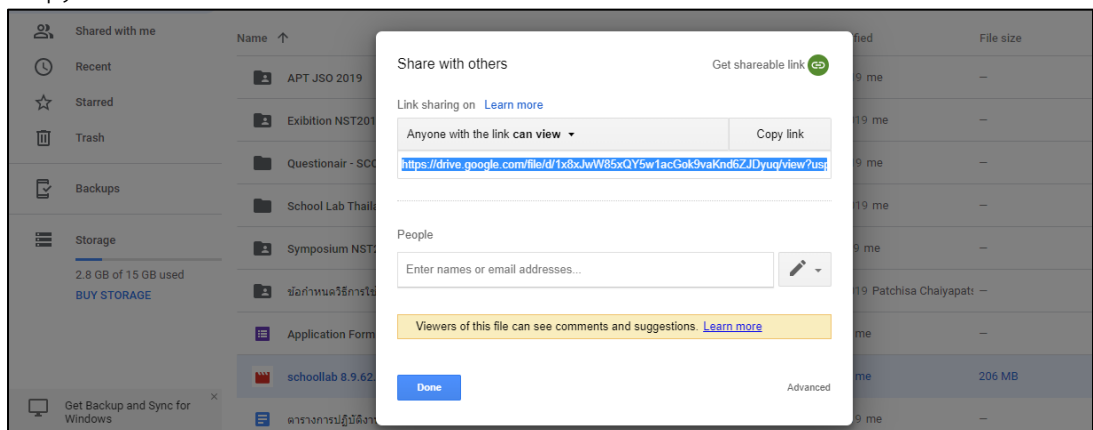 Shared with me
Recent
Starred
Trash
Backups
Storage
2.8 GB of 15 GB used
BUY STORAGE
Get Backup and Sync for
Windows
×
Name ↑
File size
APT JSO 2019
9 me
–
Exibition NST201
19 me
–
Questionair - SCC
9 me
–
School Lab Thaila
19 me
–
Symposium NST2
9 me
–
ข้อกำหนดวิธีการใช้
19 Patchisa Chaiyapats
–
Application Form
me
–
schoollab 8.9.62.
me
206 MB
ตารางการปฏิบัติงา
9 me
–
Share with others
Get shareable link
Link sharing on Learn more
Anyone with the link can view
Copy link
https://drive.google.com/file/d/1x8xJwW85xQY5w1acGok9vaKnd6ZJDyuq/view?usp
People
Enter names or email addresses...
Viewers of this file can see comments and suggestions. Learn more
Done
Advanced